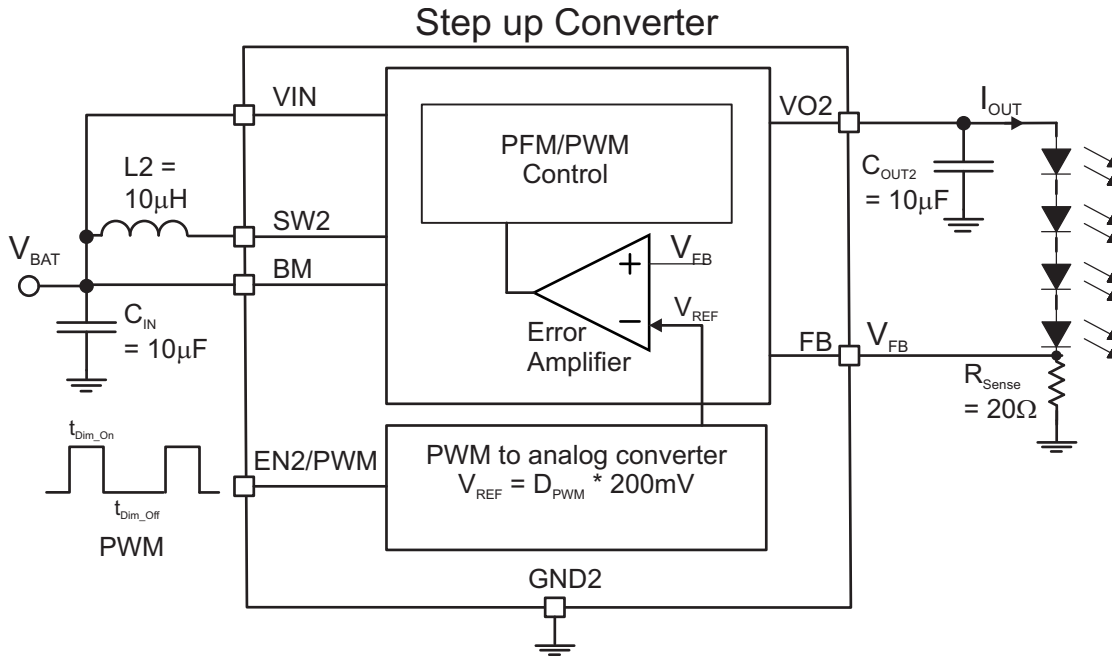 Step up Converter
VIN
VO2
I_OUT
PFM/PWM
Control
L2 =
10µH
C_OUT2
= 10µF
SW2
V_BAT
V_FB
BM
C_IN
= 10µF
V_REF
Error
Amplifier
FB
V_FB
R_Sense
= 20Ω
t_Dim_On
EN2/PWM
PWM to analog converter
V_REF = D_PWM * 200mV
t_Dim_Off
PWM
GND2